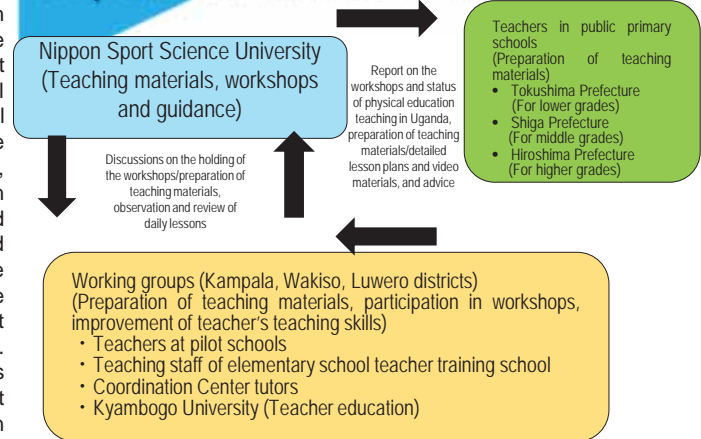 Nippon Sport Science University
(Teaching materials, workshops
and guidance)
Report on the
workshops and status
of physical education
teaching in Uganda,
preparation of teaching
materials/detailed
lesson plans and video
materials, and advice
Teachers in public primary
schools
(Preparation of teaching
materials)
• Tokushima Prefecture
(For lower grades)
• Shiga Prefecture
(For middle grades)
• Hiroshima Prefecture
(For higher grades)
Discussions on the holding of
the workshops/preparation of
teaching materials,
observation and review of
daily lessons
Working groups (Kampala, Wakiso, Luwero districts)
(Preparation of teaching materials, participation in workshops,
improvement of teacher's teaching skills)
・Teachers at pilot schools
・Teaching staff of elementary school teacher training school
・Coordination Center tutors
・Kyambogo University (Teacher education)